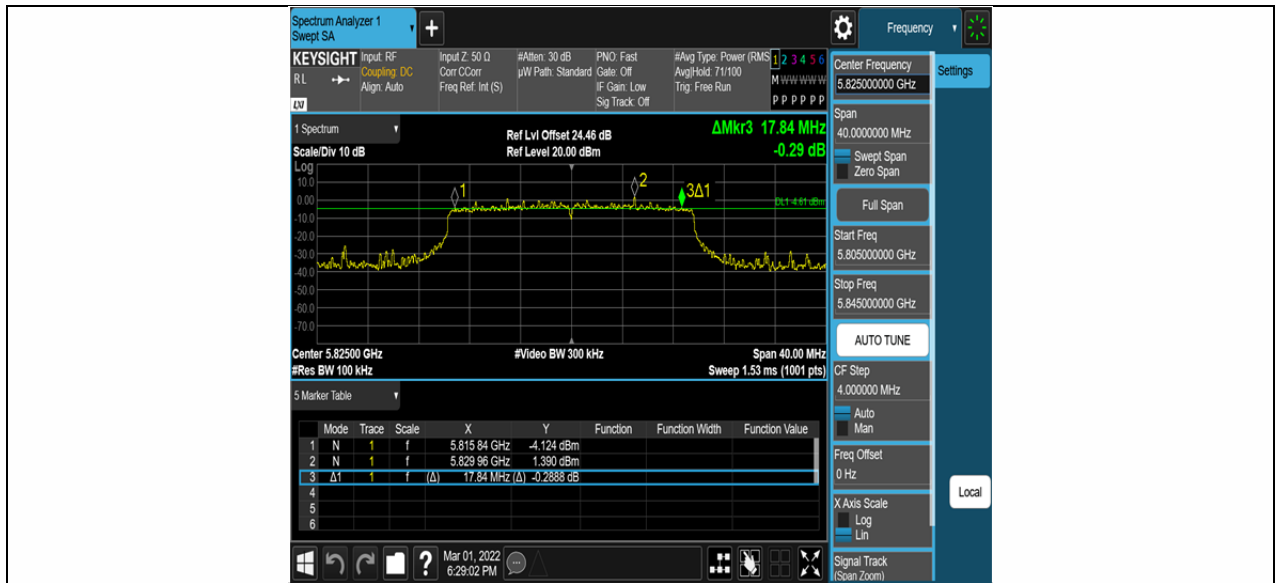 Spectrum Analyzer 1
Swept SA
+
Frequency
KEYSIGHT
RL
LXI
Input: RF
Coupling: DC
Align: Auto
Input Z: 50 Ω
Corr CCorr
Freq Ref: Int (S)
#Atten: 30 dB
µW Path: Standard
PNO: Fast
Gate: Off
IF Gain: Low
Sig Track: Off
#Avg Type: Power (RMS
Avg|Hold: 71/100
Trig: Free Run
1 2 3 4 5 6
M W W W W W
P P P P P P
1 Spectrum
Scale/Div 10 dB
Ref Lvl Offset 24.46 dB
Ref Level 20.00 dBm
ΔMkr3 17.84 MHz
-0.29 dB
Log
10.0
0.00
-10.0
-20.0
-30.0
-40.0
-50.0
-60.0
-70.0
1
2
3Δ1
DL1 -4.61 dBm
Center 5.82500 GHz
#Video BW 300 kHz
Span 40.00 MHz
#Res BW 100 kHz
Sweep 1.53 ms (1001 pts)
5 Marker Table
Mode Trace Scale X Y Function Function Width Function Value
1 N 1 f 5.815 84 GHz -4.124 dBm
2 N 1 f 5.829 96 GHz 1.390 dBm
3 Δ1 1 f (Δ) 17.84 MHz (Δ) -0.2888 dB
4
5
6
?
Mar 01, 2022
6:29:02 PM
Center Frequency
5.825000000 GHz
Span
40.0000000 MHz
Swept Span
Zero Span
Full Span
Start Freq
5.805000000 GHz
Stop Freq
5.845000000 GHz
AUTO TUNE
CF Step
4.000000 MHz
Auto
Man
Freq Offset
0 Hz
X Axis Scale
Log
Lin
Signal Track
(Span Zoom)
Settings
Local